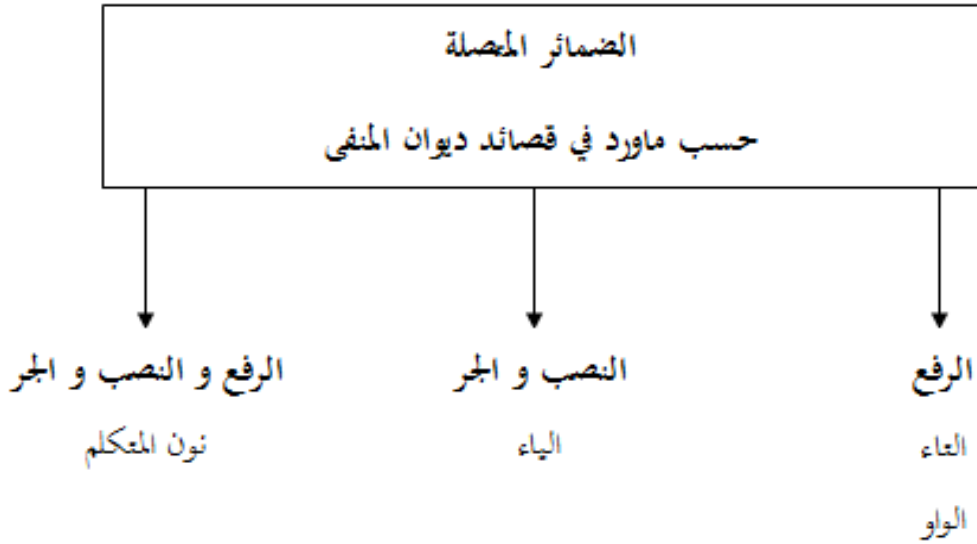 الضمائر المتصلة
حسب ماورد في قصائد ديوان المنفى
الرفع
النصب و الجر
الرفع و النصب و الجر
التاء
الياء
نون المتكلم
الواو